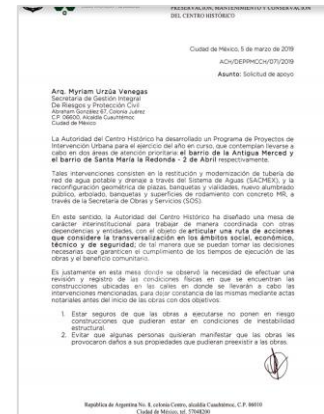 PRESERVACIÓN, MANTENIMIENTO Y CONSERVACIÓN
DEL CENTRO HISTÓRICO
Ciudad de México, 5 de marzo de 2019
ACH/DEPPMCCH/071/2019
Asunto: Solicitud de apoyo
Arq. Myriam Urzúa Venegas
Secretaría de Gestión Integral
De Riesgos y Protección Civil
Abraham González 67, Colonia Juárez
C.P. 06600, Alcaldía Cuauhtémoc
Ciudad de México
La Autoridad del Centro Histórico ha desarrollado un Programa de Proyectos de
Intervención Urbana para el ejercicio del año en curso, que contemplan llevarse a
cabo en dos áreas de atención prioritaria: el barrio de la Antigua Merced y
el barrio de Santa María la Redonda - 2 de Abril respectivamente.
Tales intervenciones consisten en la restitución y modernización de tubería de
red de agua potable y drenaje a través del Sistema de Aguas (SACMEX), y la
reconfiguración geométrica de plazas, banquetas y vialidades, nuevo alumbrado
público, arbolado, banquetas y superficies de rodamiento con concreto MR, a
través de la Secretaría de Obras y Servicios (SOS).
En este sentido, la Autoridad del Centro Histórico ha diseñado una mesa de
carácter interinstitucional para trabajar de manera coordinada con otras
dependencias y entidades, con el objeto de articular una ruta de acciones
que considere la transversalización en los ámbitos social, económico,
técnico y de seguridad; de tal manera que se puedan tomar las decisiones
necesarias que garanticen el cumplimiento de los tiempos de ejecución de las
obras y el beneficio comunitario.
Es justamente en esta mesa donde se observó la necesidad de efectuar una
revisión y registro de las condiciones físicas en que se encuentran las
construcciones ubicadas en las calles en donde se llevarán a cabo las
intervenciones mencionadas, para dejar constancia de las mismas mediante actas
notariales antes del inicio de las obras con dos objetivos:
1. Estar seguros de que las obras a ejecutarse no ponen en riesgo
construcciones que pudieran estar en condiciones de inestabilidad
estructural.
2. Evitar que algunas personas quisieran manifestar que las obras les
provocaron daños a sus propiedades que pudieran preexistir a las obras.
República de Argentina No. 8, colonia Centro, alcaldía Cuauhtémoc, C.P. 06010
Ciudad de México, tel. 57048200